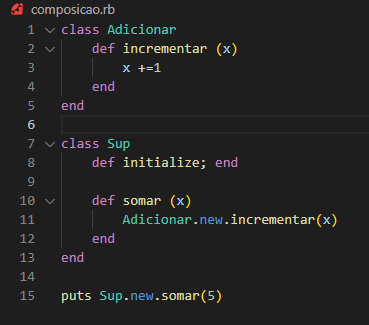 composicao.rb
1 class Adicionar
2     def incrementar (x)
3         x +=1
4     end
5 end
6
7 class Sup
8     def initialize; end
9
10     def somar (x)
11         Adicionar.new.incrementar(x)
12     end
13 end
14
15 puts Sup.new.somar(5)